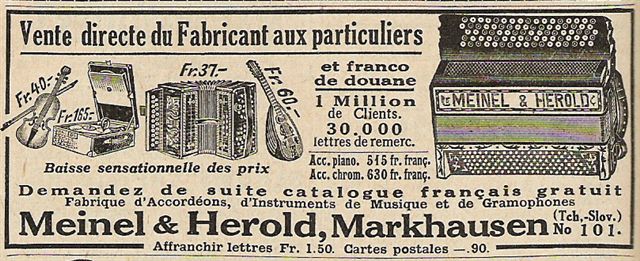 Vente directe du Fabricant aux particuliers
Fr. 40.-
Fr. 165.-
Fr. 37.-
Fr. 60.-
et franco
de douane
1 Million
de Clients.
30.000
lettres de remerc.
Acc. piano. 515 fr. franç.
Acc. chrom. 630 fr. franç.
MEINEL & HEROLD
Baisse sensationnelle des prix
Demandez de suite catalogue français gratuit
Fabrique d'Accordéons, d'Instruments de Musique et de Gramophones
Meinel & Herold, Markhausen (Tch.-Slov.) No 101.
Affranchir lettres Fr. 1.50. Cartes postales —.90.